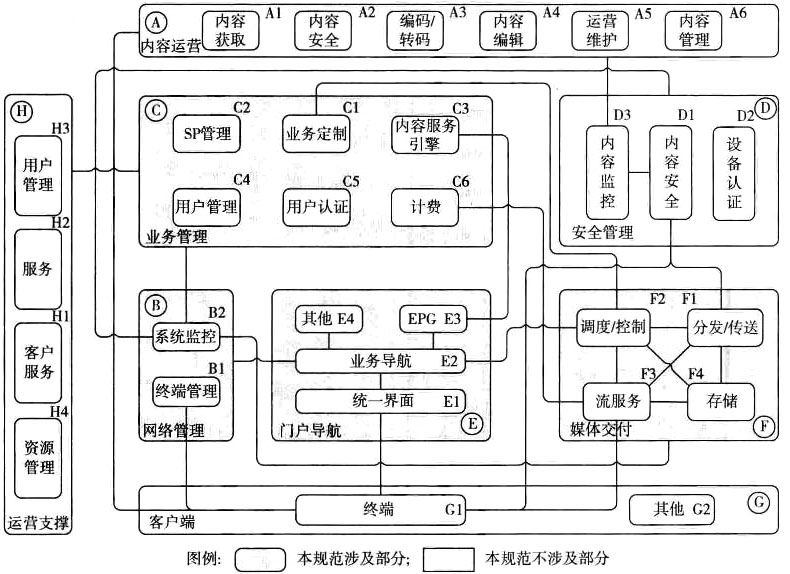 A
内容运营
内容
获取
A1
内容
安全
A2
编码/
转码
A3
内容
编辑
A4
运营
维护
A5
内容
管理
A6
H
H3
用户
管理
H2
服务
H1
客户
服务
H4
资源
管理
运营支撑
C
C2
SP管理
C1
业务定制
C3
内容服务
引擎
C4
用户管理
C5
用户认证
C6
计费
业务管理
D
D3
内容监控
D1
内容安全
D2
设备认证
安全管理
B
B2
系统监控
B1
终端管理
网络管理
其他 E4
EPG E3
业务导航 E2
统一界面 E1
门户导航
E
F2
调度/控制
F1
分发/传送
F3
流服务
F4
存储
媒体交付
F
客户端
终端 G1
其他 G2
G
图例: 本规范涉及部分; 本规范不涉及部分